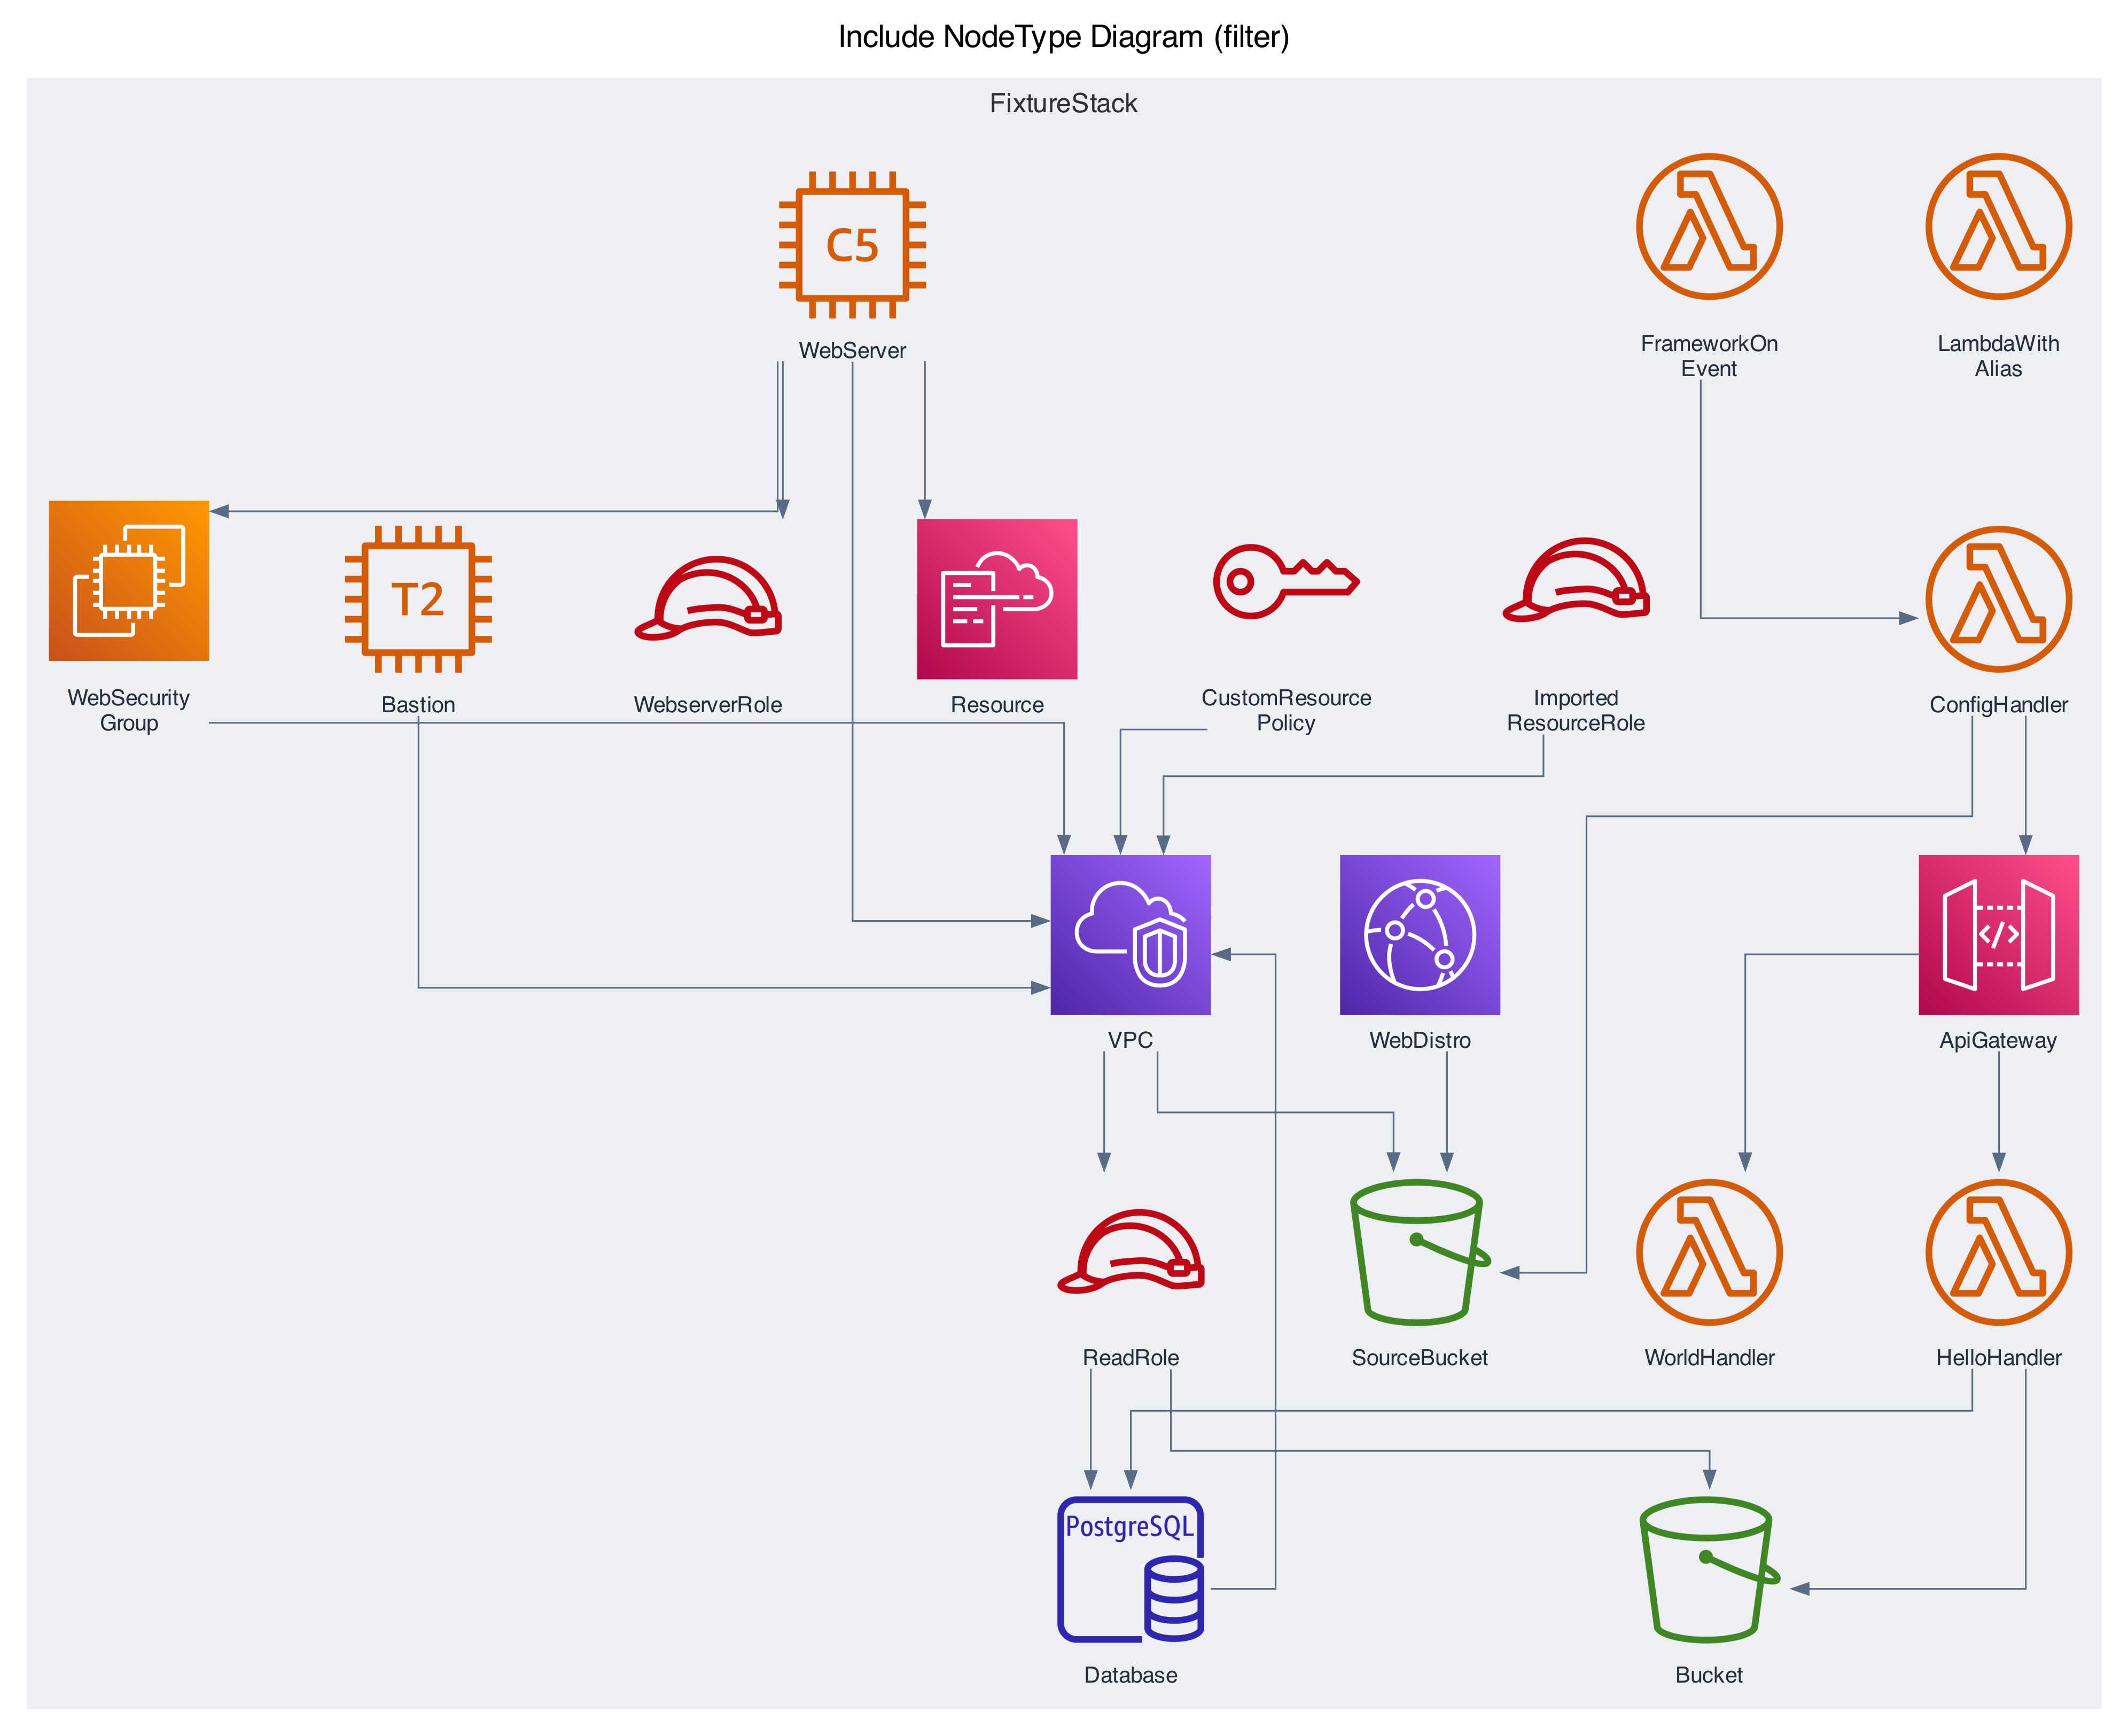 Include NodeType Diagram (filter)
FixtureStack
C5
WebServer
FrameworkOn
Event
LambdaWith
Alias
WebSecurity
Group
T2
Bastion
WebserverRole
Resource
CustomResource
Policy
Imported
ResourceRole
ConfigHandler
VPC
WebDistro
</>
ApiGateway
ReadRole
SourceBucket
WorldHandler
HelloHandler
PostgreSQL
Database
Bucket